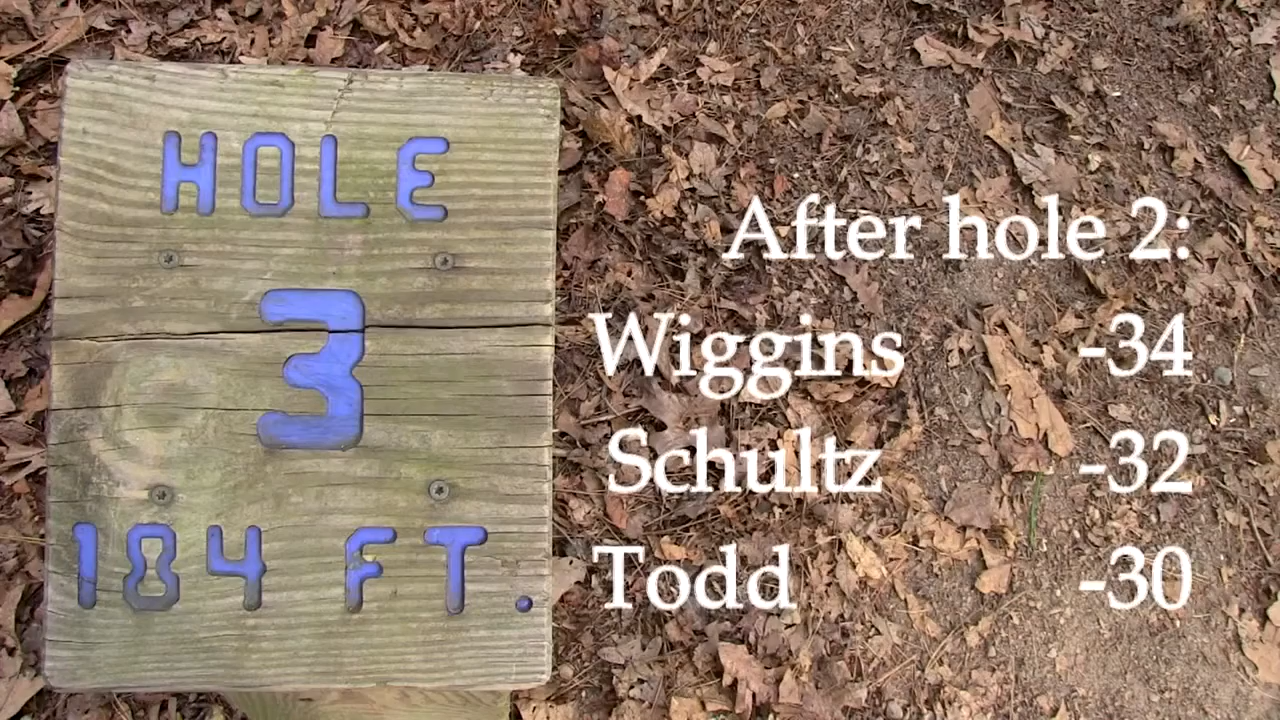 HOLE
3
184 FT.
After hole 2:
Wiggins -34
Schultz -32
Todd -30